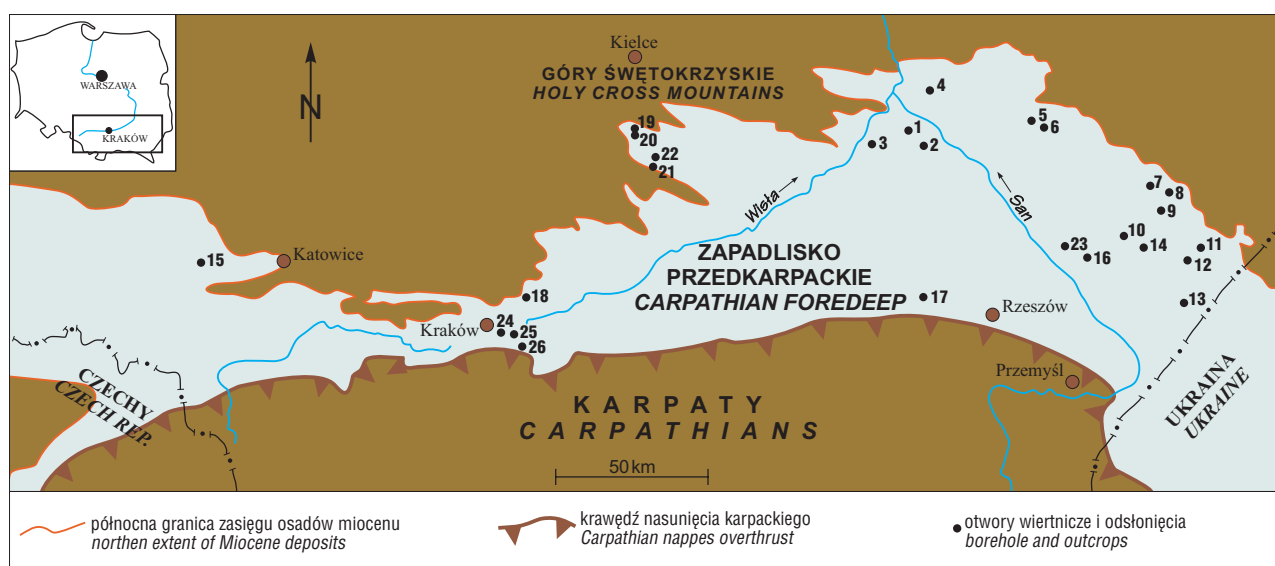 WARSZAWA
KRAKÓW
N
Kielce
GÓRY ŚWĘTOKRZYSKIE
HOLY CROSS MOUNTAINS
4
5
6
19
20
1
3
2
22
21
7
8
9
Wisła
San
10
23
14
11
16
12
Katowice
15
ZAPADLISKO
PRZEDKARPACKIE
CARPATHIAN FOREDEEP
17
13
18
Rzeszów
Kraków
24
25
26
Przemyśl
CZECHY
CZECH REP.
UKRAINA
UKRAINE
KARPATY
CARPATHIANS
50 km
północna granica zasięgu osadów miocenu
northen extent of Miocene deposits
krawędź nasunięcia karpackiego
Carpathian nappes overthrust
otwory wiertnicze i odsłonięcia
borehole and outcrops